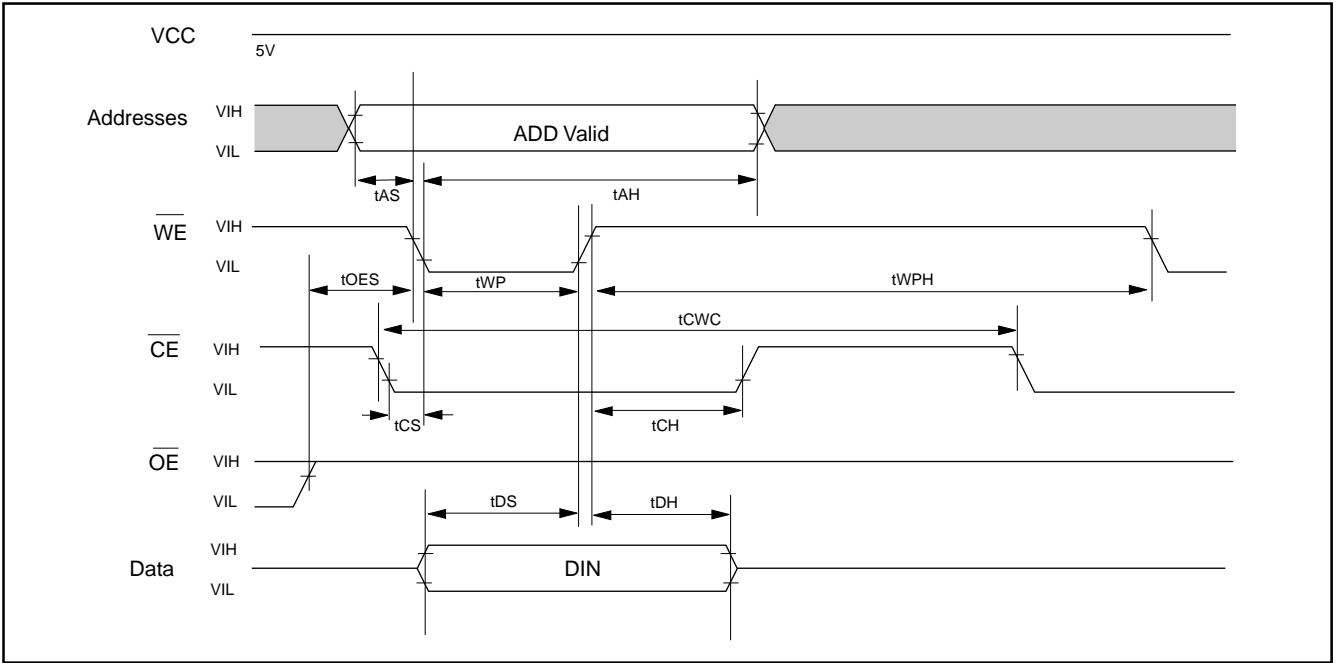 VCC
5V
Addresses
VIH
VIL
ADD Valid
tAS
tAH
WE
VIH
VIL
tOES
tWP
tWPH
tCWC
CE
VIH
VIL
tCS
tCH
OE
VIH
VIL
tDS
tDH
Data
VIH
VIL
DIN